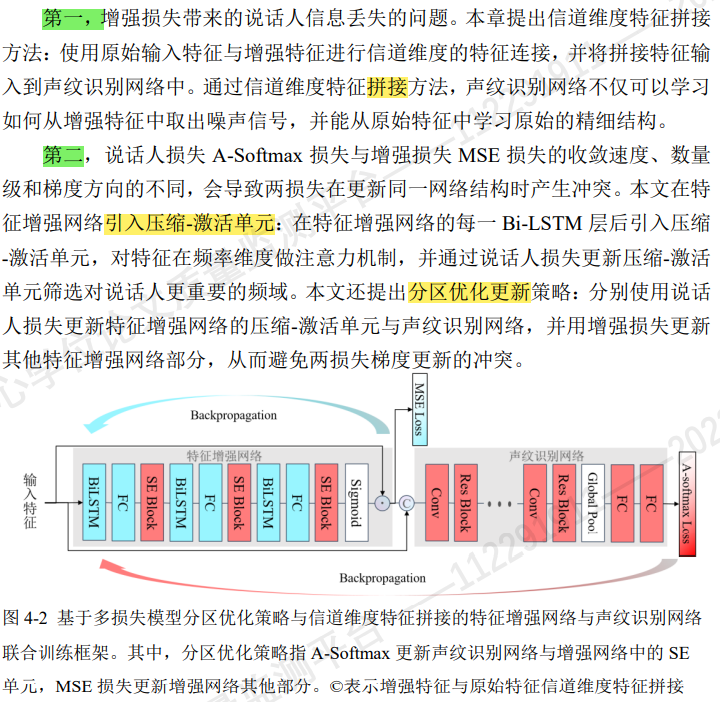 第一，增强损失带来的说话人信息丢失的问题。本章提出信道维度特征拼接
方法：使用原始输入特征与增强特征进行信道维度的特征连接，并将拼接特征输
入到声纹识别网络中。通过信道维度特征拼接方法，声纹识别网络不仅可以学习
如何从增强特征中取出噪声信号，并能从原始特征中学习原始的精细结构。
第二，说话人损失 A-Softmax 损失与增强损失 MSE 损失的收敛速度、数量
级和梯度方向的不同，会导致两损失在更新同一网络结构时产生冲突。本文在特
征增强网络引入压缩-激活单元：在特征增强网络的每一 Bi-LSTM 层后引入压缩
-激活单元，对特征在频率维度做注意力机制，并通过说话人损失更新压缩-激活
单元筛选对说话人更重要的频域。本文还提出分区优化更新策略：分别使用说话
人损失更新特征增强网络的压缩-激活单元与声纹识别网络，并用增强损失更新
其他特征增强网络部分，从而避免两损失梯度更新的冲突。
Backpropagation
MSE Loss
特征增强网络
声纹识别网络
输入特征
BiLSTM
FC
SE Block
BiLSTM
FC
SE Block
BiLSTM
FC
SE Block
Sigmoid
C
Conv
Res Block
Conv
Res Block
Global Pool
FC
FC
A-softmax Loss
Backpropagation
图 4-2 基于多损失模型分区优化策略与信道维度特征拼接的特征增强网络与声纹识别网络
联合训练框架。其中，分区优化策略指 A-Softmax 更新声纹识别网络与增强网络中的 SE
单元，MSE 损失更新增强网络其他部分。©表示增强特征与原始特征信道维度特征拼接